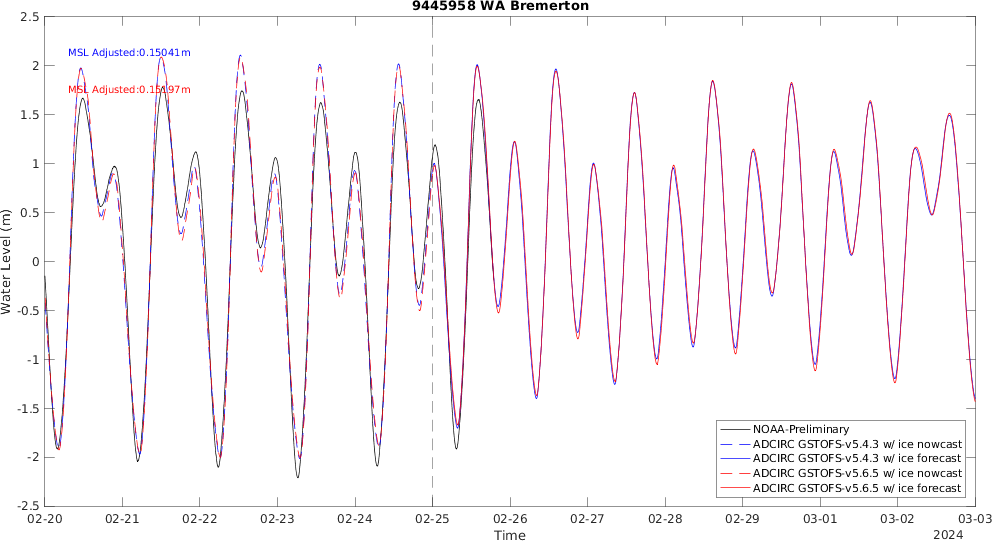 9445958 WA Bremerton
MSL Adjusted:0.15041m
MSL Adjusted:
2.5
2
1.5
1
0.5
0
-0.5
-1
-1.5
-2
-2.5
Water Level (m)
NOAA-Preliminary
ADCIRC GSTOFS-v5.4.3 w/ ice nowcast
ADCIRC GSTOFS-v5.4.3 w/ ice forecast
ADCIRC GSTOFS-v5.6.5 w/ ice nowcast
ADCIRC GSTOFS-v5.6.5 w/ ice forecast
02-20 02-21 02-22 02-23 02-24 02-25 02-26 02-27 02-28 02-29 03-01 03-02 03-03
Time
2024